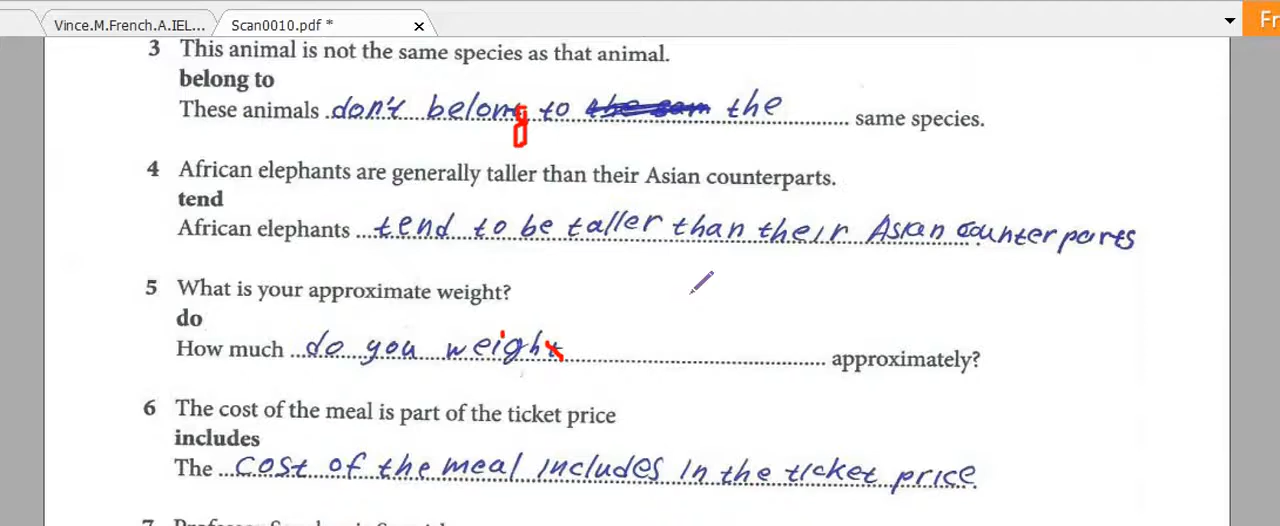 Vince.M.French.A.IEL...
Scan0010.pdf *
Fr
3 This animal is not the same species as that animal.
belong to
These animals don't belong to the same species.
4 African elephants are generally taller than their Asian counterparts.
tend
African elephants tend to be taller than their Asian counterparts
5 What is your approximate weight?
do
How much do you weight approximately?
6 The cost of the meal is part of the ticket price
includes
The cost of the meal includes in the ticket price.